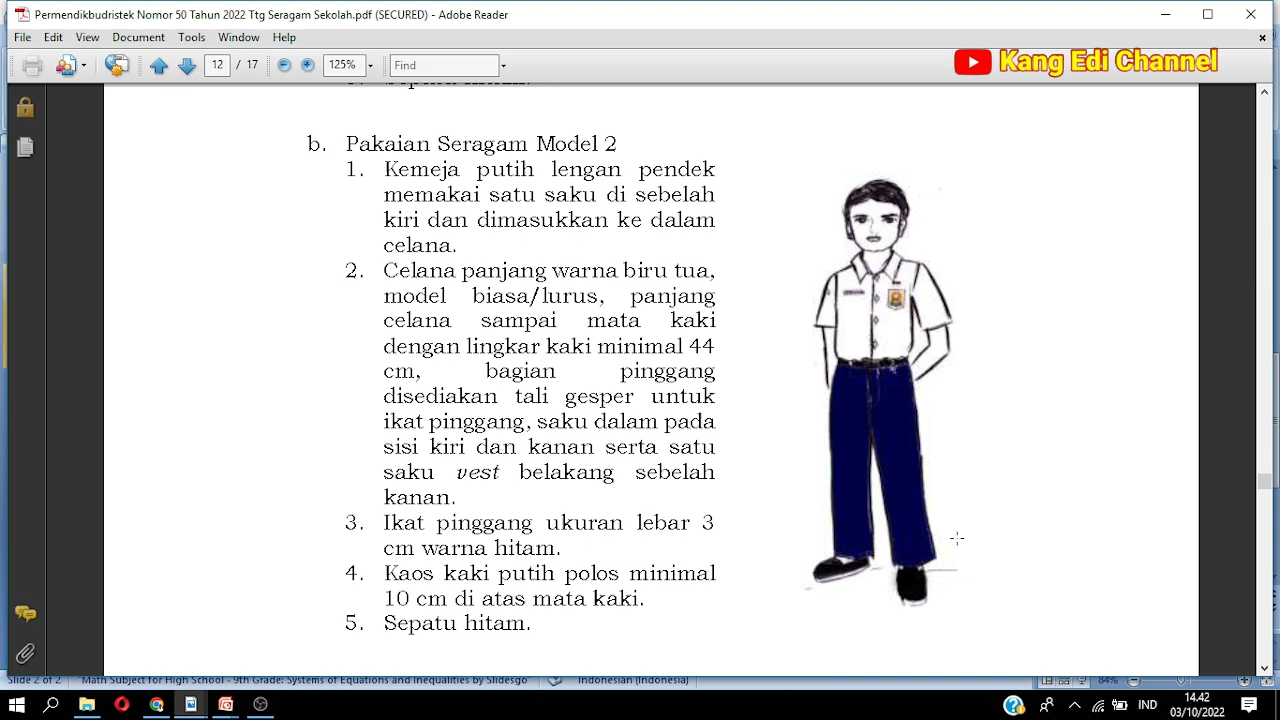 Permendikbudristek Nomor 50 Tahun 2022 Ttg Seragam Sekolah.pdf (SECURED) - Adobe Reader
File Edit View Document Tools Window Help
12 / 17 125% Find
Kang Edi Channel
b. Pakaian Seragam Model 2
1. Kemeja putih lengan pendek
memakai satu saku di sebelah
kiri dan dimasukkan ke dalam
celana.
2. Celana panjang warna biru tua,
model biasa/lurus, panjang
celana sampai mata kaki
dengan lingkar kaki minimal 44
cm, bagian pinggang
disediakan tali gesper untuk
ikat pinggang, saku dalam pada
sisi kiri dan kanan serta satu
saku vest belakang sebelah
kanan.
3. Ikat pinggang ukuran lebar 3
cm warna hitam.
4. Kaos kaki putih polos minimal
10 cm di atas mata kaki.
5. Sepatu hitam.
Slide 2 of 2 "Math Subject for High School - 9th Grade: Systems of Equations and Inequalities by Slidesgo Indonesian (Indonesia) 84%
IND
14.42
03/10/2022